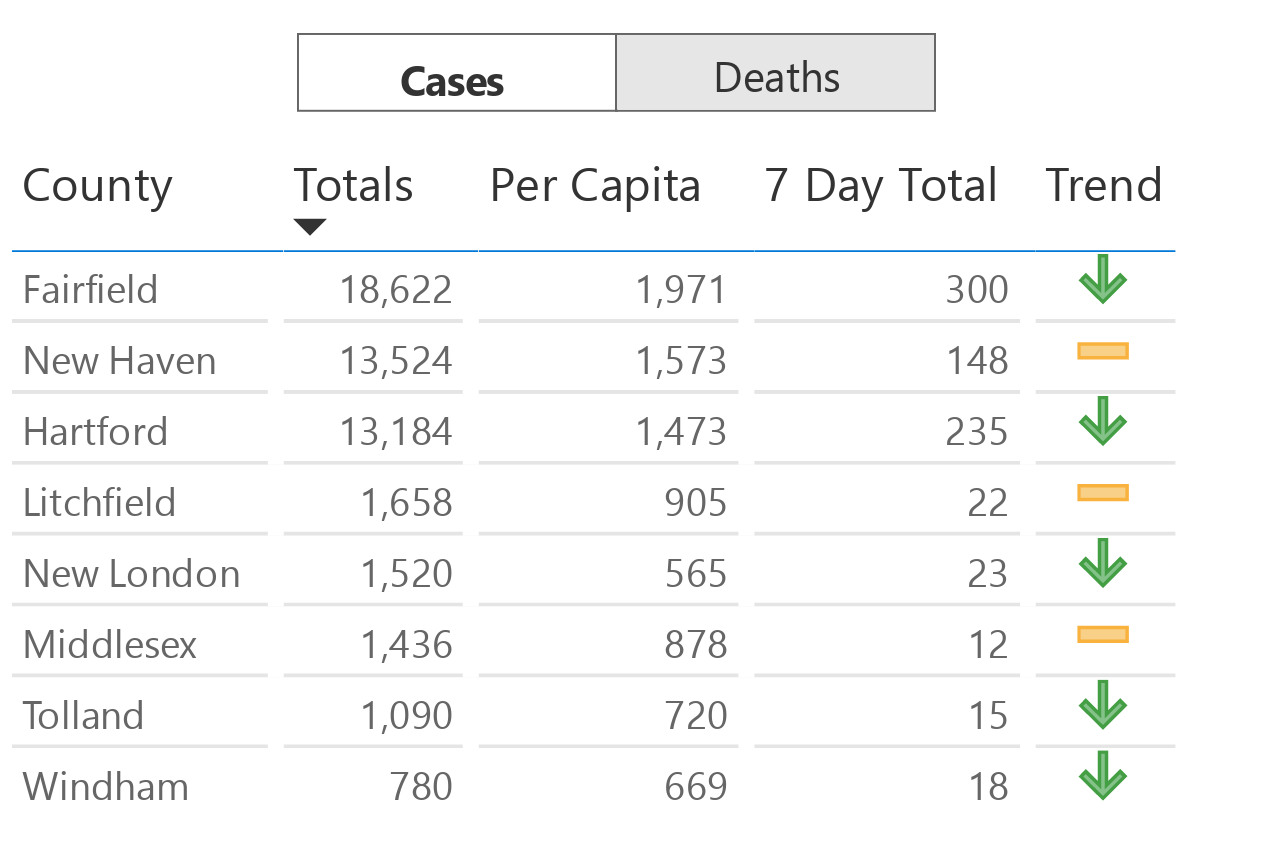 Cases Deaths
County Totals Per Capita 7 Day Total Trend
Fairfield 18,622 1,971 300
New Haven 13,524 1,573 148
Hartford 13,184 1,473 235
Litchfield 1,658 905 22
New London 1,520 565 23
Middlesex 1,436 878 12
Tolland 1,090 720 15
Windham 780 669 18